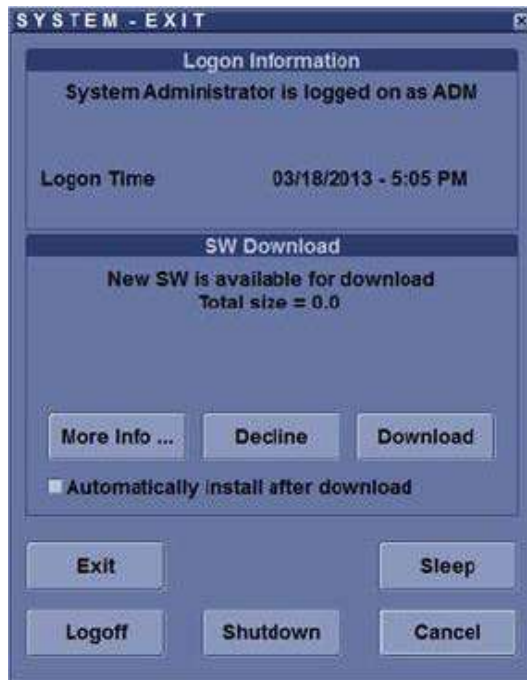 SYSTEM - EXIT
Logon Information
System Administrator is logged on as ADM
Logon Time 03/18/2013 - 5:05 PM
SW Download
New SW is available for download
Total size = 0.0
More Info ... Decline Download
Automatically install after download
Exit Sleep
Logoff Shutdown Cancel